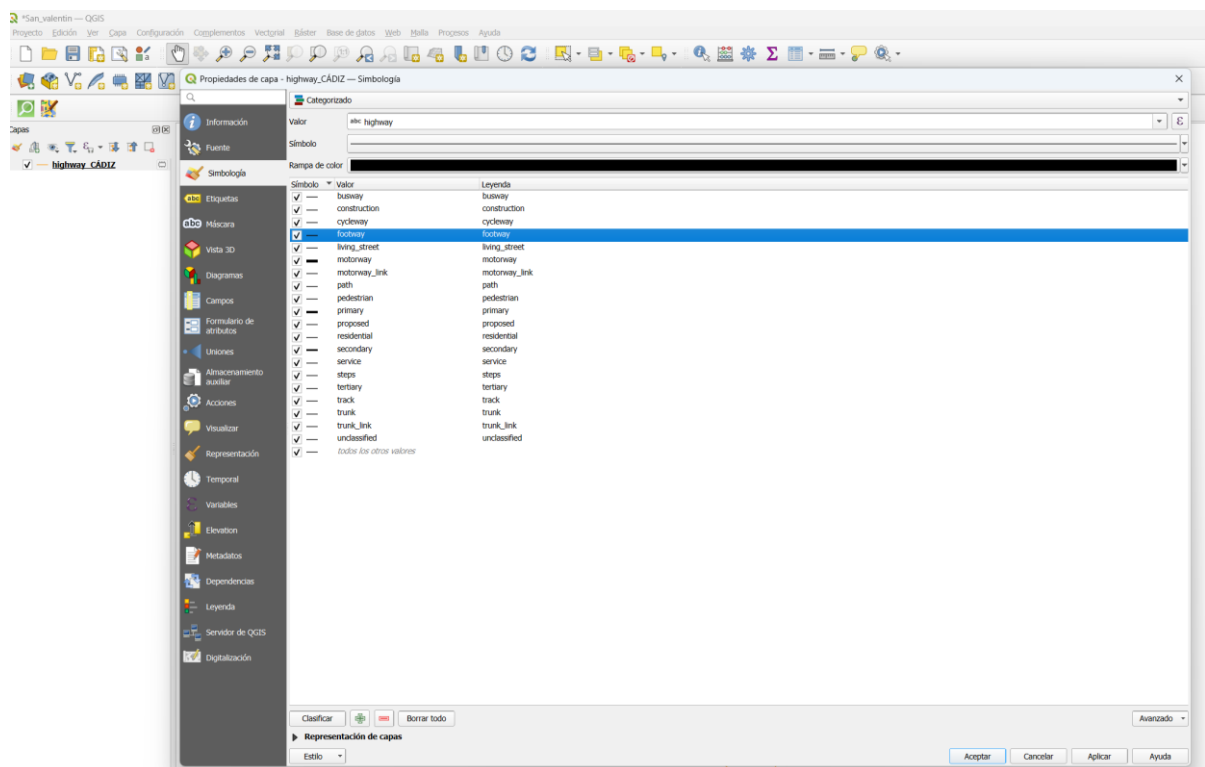 *San_valentin — QGIS
Proyecto Edición Ver Capa Configuración Complementos Vectorial Ráster Base de datos Web Malla Procesos Ayuda
Propiedades de capa - highway_CÁDIZ — Simbología
Capas
highway_CÁDIZ
Información
Fuente
Simbología
abc Etiquetas
abc Máscara
Vista 3D
Diagramas
Campos
Formulario de
atributos
Uniones
Almacenamiento
auxiliar
Acciones
Visualizar
Representación
Temporal
Variables
Elevation
Metadatos
Dependencias
Leyenda
Servidor de QGIS
Digitalización
Categorizado
Valor abc highway
Símbolo
Rampa de color
Símbolo Valor Leyenda
busway busway
construction construction
cycleway cycleway
footway footway
living_street living_street
motorway motorway
motorway_link motorway_link
path path
pedestrian pedestrian
primary primary
proposed proposed
residential residential
secondary secondary
service service
steps steps
tertiary tertiary
track track
trunk trunk
trunk_link trunk_link
unclassified unclassified
todos los otros valores
Clasificar Borrar todo Avanzado
Representación de capas
Estilo Aceptar Cancelar Aplicar Ayuda